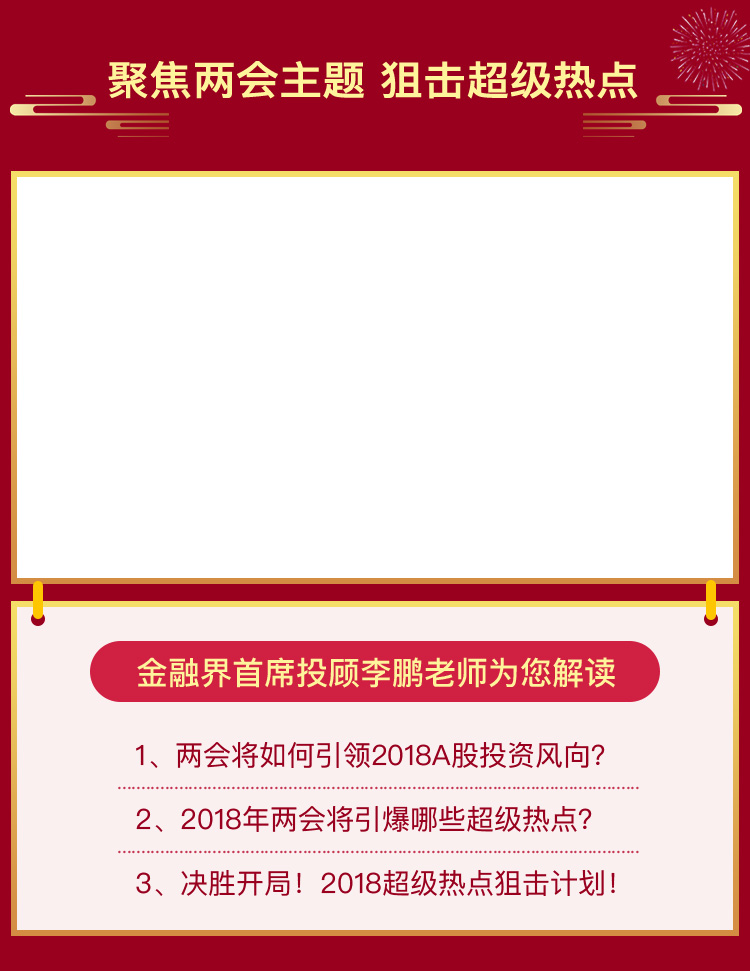 聚焦两会主题 狙击超级热点
金融界首席投顾李鹏老师为您解读
1、两会将如何引领2018A股投资风向?
2、2018年两会将引爆哪些超级热点?
3、决胜开局！2018超级热点狙击计划！